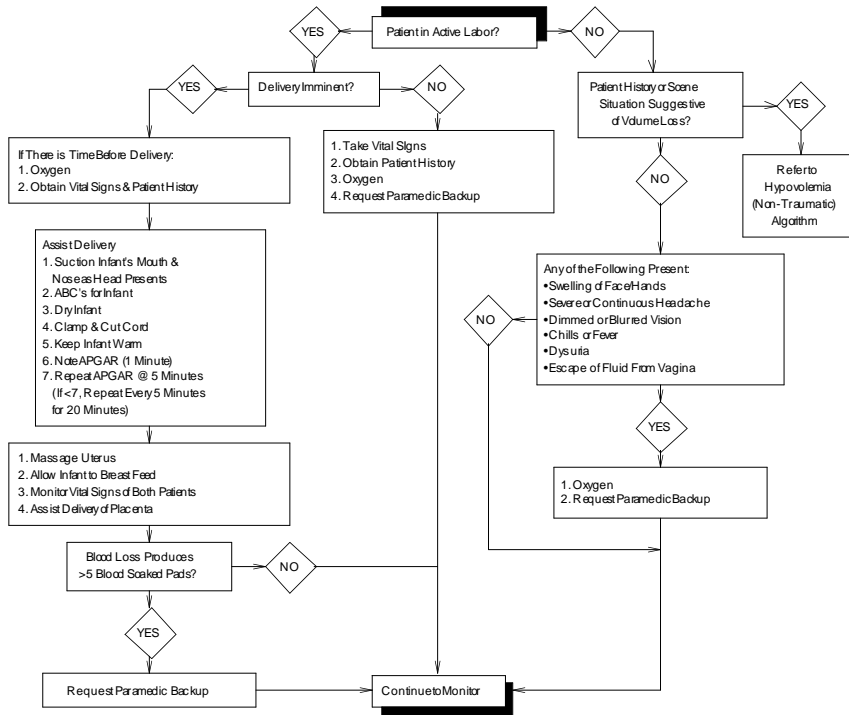 Patient in Active Labor?
YES
NO
Delivery Imminent?
YES
NO
If There is Time Before Delivery:
1. Oxygen
2. Obtain Vital Signs & Patient History
1. Take Vital SIgns
2. Obtain Patient History
3. Oxygen
4. Request Paramedic Backup
Patient History or Scene
Situation Suggestive
of Volume Loss?
YES
NO
Refer to
Hypovolemia
(Non-Traumatic)
Algorithm
Assist Delivery
1. Suction Infant's Mouth &
Nose as Head Presents
2. ABC's for Infant
3. Dry Infant
4. Clamp & Cut Cord
5. Keep Infant Warm
6. Note APGAR (1 Minute)
7. Repeat APGAR @ 5 Minutes
(If <7, Repeat Every 5 Minutes
for 20 Minutes)
Any of the Following Present:
•Swelling of Face/Hands
•Severe or Continuous Headache
•Dimmed or Blurred Vision
•Chills or Fever
•Dysuria
•Escape of Fluid From Vagina
NO
YES
1. Massage Uterus
2. Allow Infant to Breast Feed
3. Monitor Vital Signs of Both Patients
4. Assist Delivery of Placenta
1. Oxygen
2. Request Paramedic Backup
Blood Loss Produces
>5 Blood Soaked Pads?
NO
YES
Request Paramedic Backup
Continue to Monitor